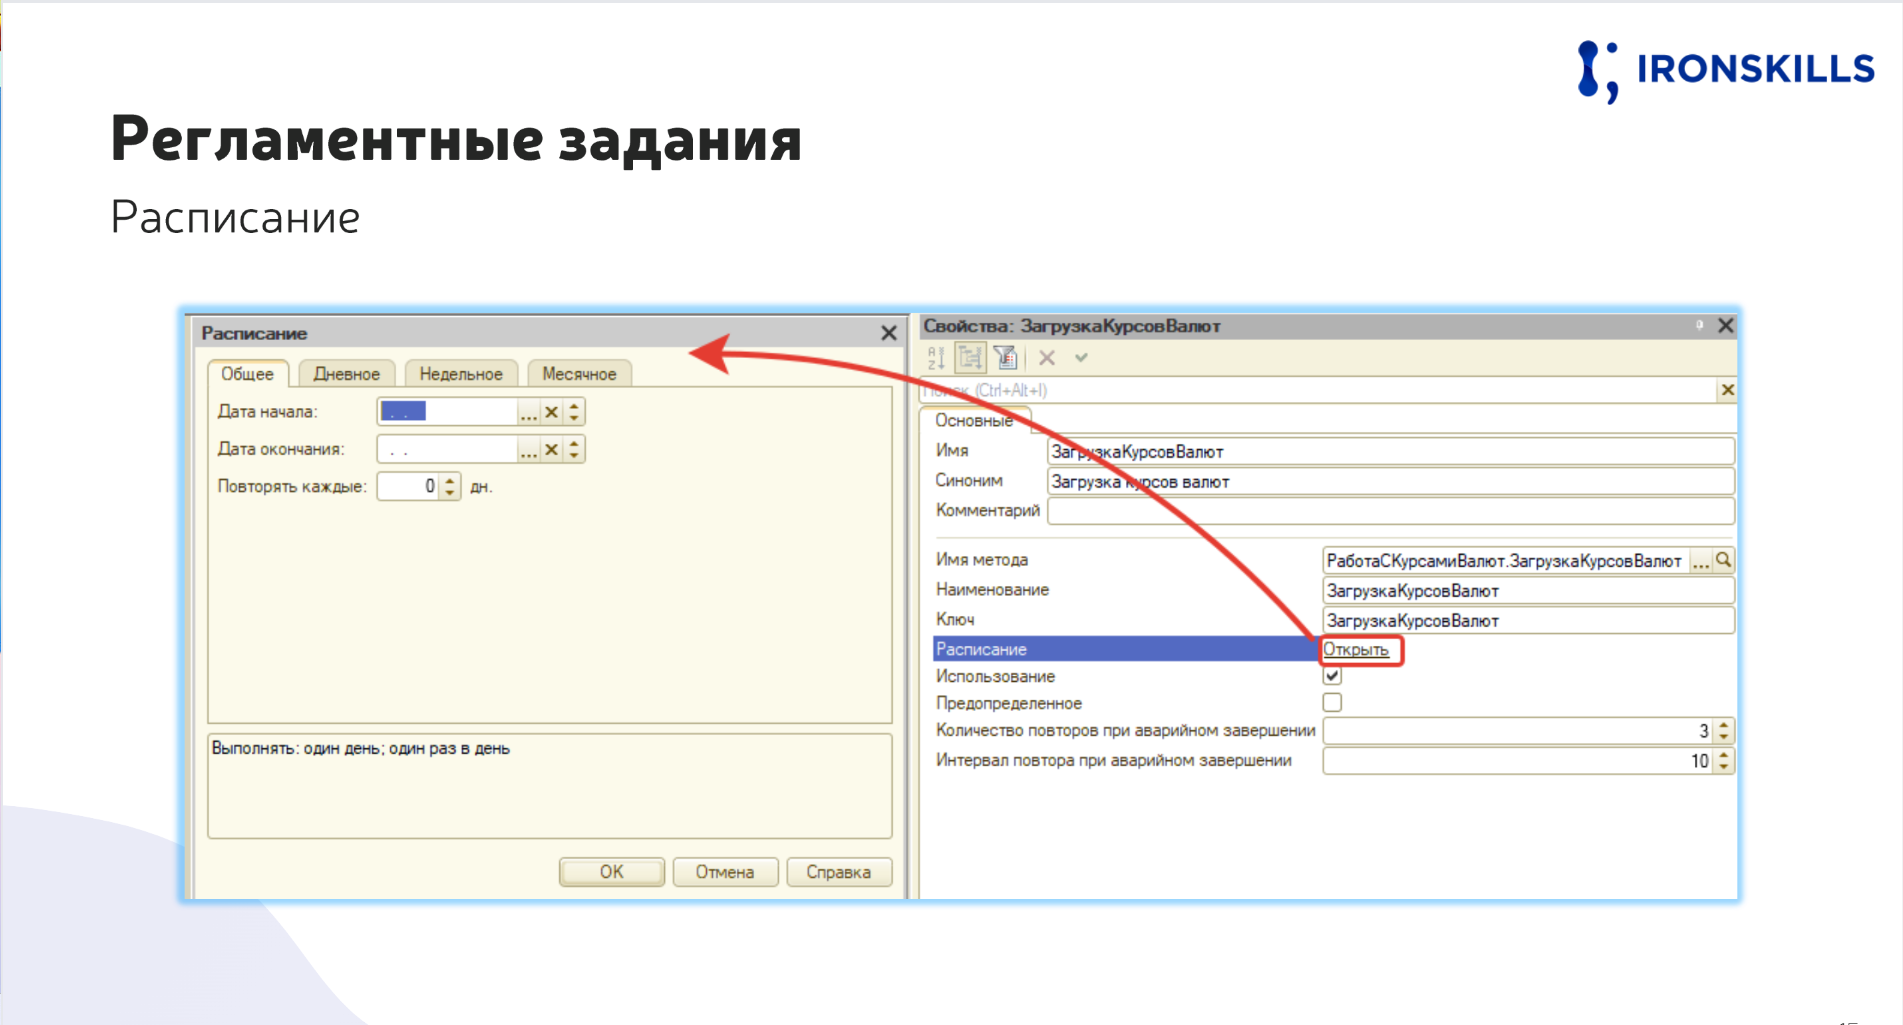 IRONSKILLS
Регламентные задания
Расписание
Расписание
Общее Дневное Недельное Месячное
Дата начала: . . ...
Дата окончания: . . ...
Повторять каждые: 0 дн.
Выполнять: один день; один раз в день
ОК Отмена Справка
Свойства: ЗагрузкаКурсовВалют
Поиск (Ctrl+Alt+I)
Основные
Имя ЗагрузкаКурсовВалют
Синоним Загрузка курсов валют
Комментарий
Имя метода РаботаСКурсамиВалют.ЗагрузкаКурсовВалют ...
Наименование ЗагрузкаКурсовВалют
Ключ ЗагрузкаКурсовВалют
Расписание Открыть
Использование
Предопределенное
Количество повторов при аварийном завершении 3
Интервал повтора при аварийном завершении 10